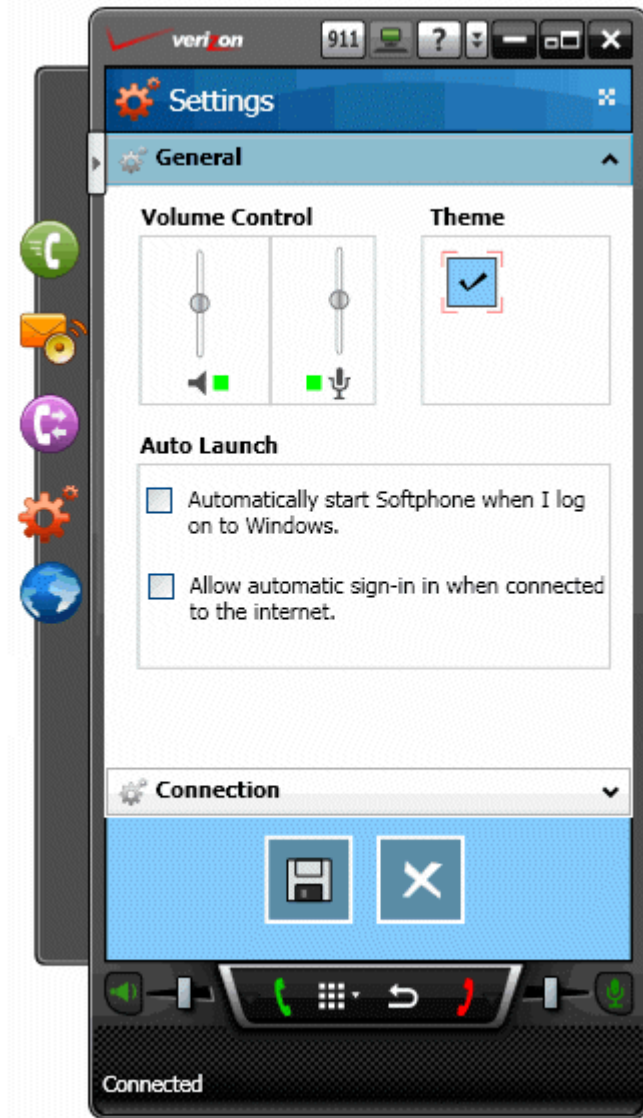 verizon
911
?
Settings
General
Volume Control
Theme
Auto Launch
Automatically start Softphone when I log
on to Windows.
Allow automatic sign-in in when connected
to the internet.
Connection
Connected